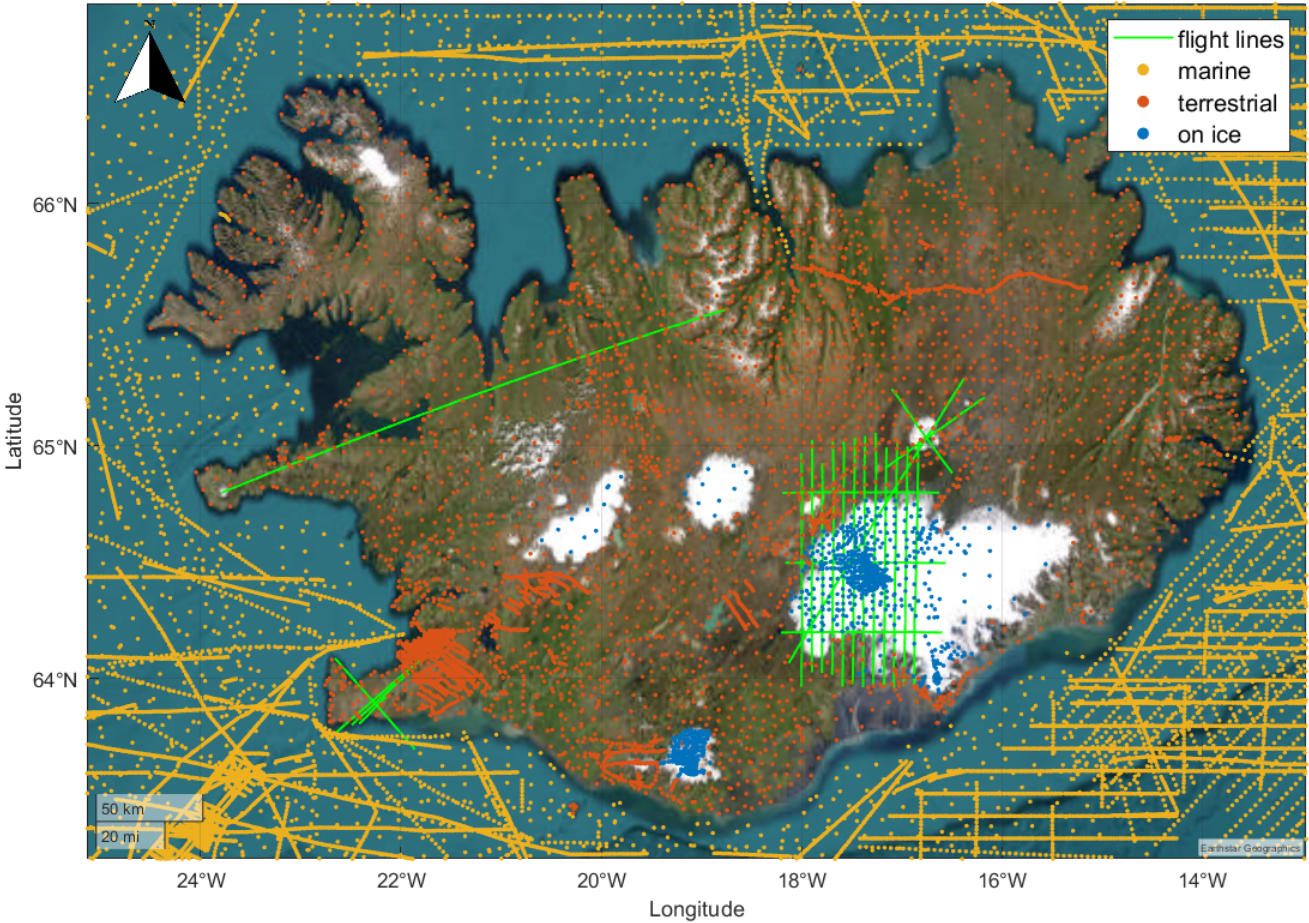 flight lines
marine
terrestrial
on ice
66°N
65°N
64°N
Latitude
50 km
20 mi
Earthstar Geographics
24°W
22°W
20°W
18°W
16°W
14°W
Longitude